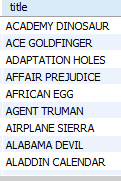 title
ACADEMY DINOSAUR
ACE GOLDFINGER
ADAPTATION HOLES
AFFAIR PREJUDICE
AFRICAN EGG
AGENT TRUMAN
AIRPLANE SIERRA
ALABAMA DEVIL
ALADDIN CALENDAR